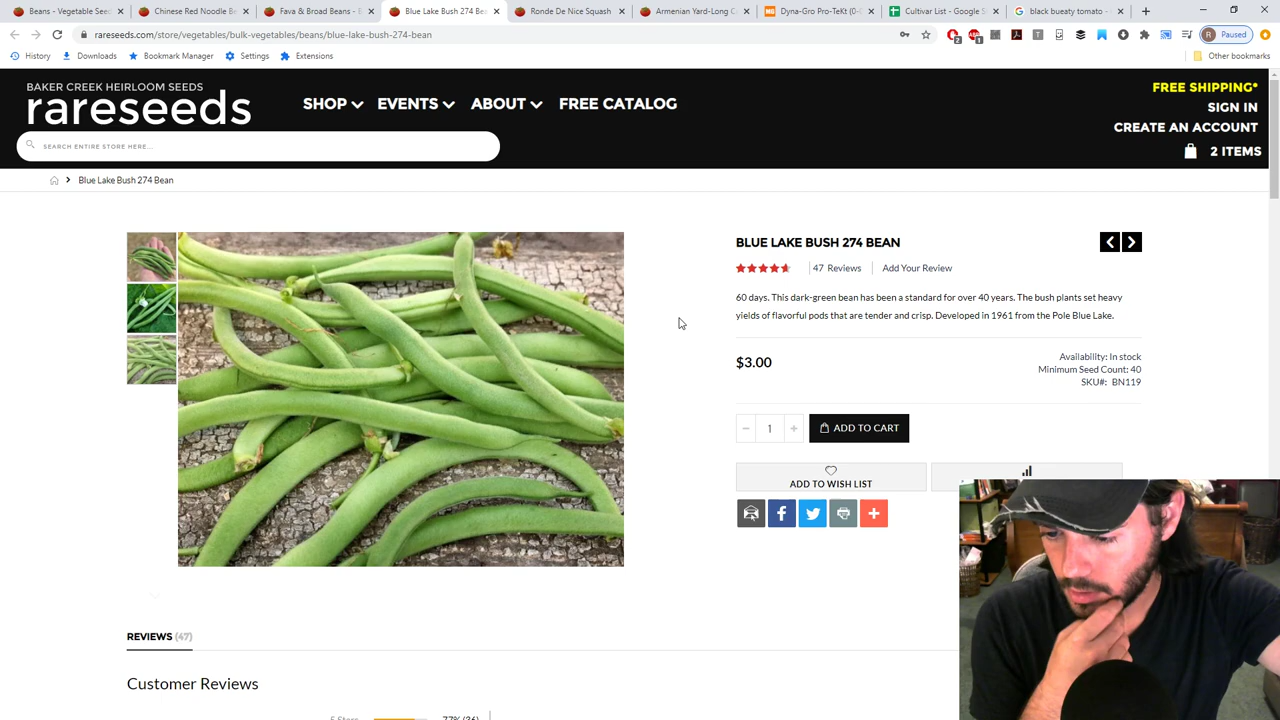 Beans - Vegetable See
Chinese Red Noodle Be
Fava & Broad Beans - B
Blue Lake Bush 274 Bea
Ronde De Nice Squash
Armenian Yard-Long C
Dyna-Gro Pro-TeKt (0-0
Cultivar List - Google S
black bueaty tomato -
rareseeds.com/store/vegetables/bulk-vegetables/beans/blue-lake-bush-274-bean
Paused
History Downloads Bookmark Manager Settings Extensions Other bookmarks
BAKER CREEK HEIRLOOM SEEDS
rareseeds
SHOP EVENTS ABOUT FREE CATALOG
FREE SHIPPING*
SIGN IN
CREATE AN ACCOUNT
2 ITEMS
SEARCH ENTIRE STORE HERE...
Blue Lake Bush 274 Bean
BLUE LAKE BUSH 274 BEAN
47 Reviews Add Your Review
60 days. This dark-green bean has been a standard for over 40 years. The bush plants set heavy
yields of flavorful pods that are tender and crisp. Developed in 1961 from the Pole Blue Lake.
$3.00
Availability: In stock
Minimum Seed Count: 40
SKU#: BN119
1
ADD TO CART
ADD TO WISH LIST
REVIEWS (47)
Customer Reviews
5 Stars 77% (36)